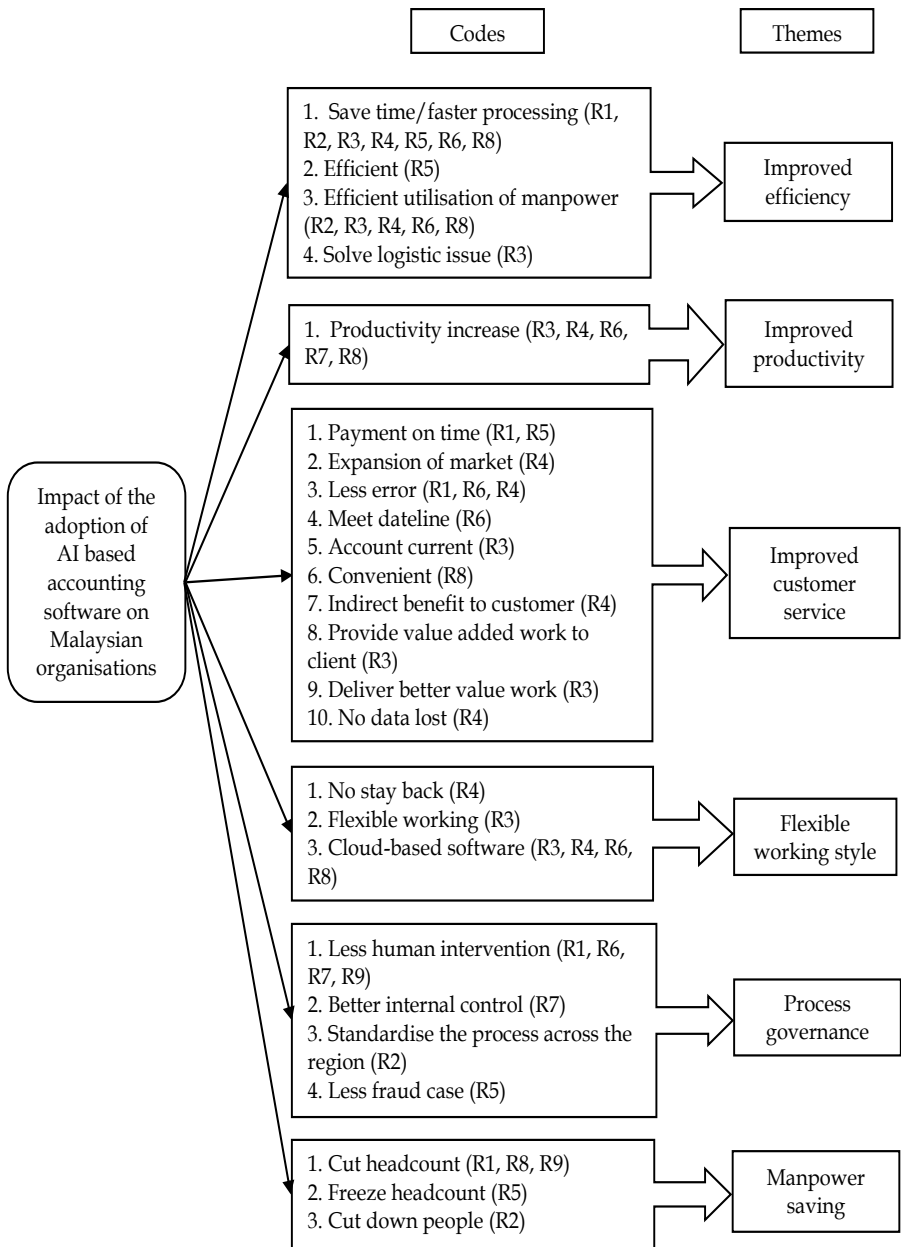 Codes
Themes
1. Save time/faster processing (R1,
R2, R3, R4, R5, R6, R8)
2. Efficient (R5)
3. Efficient utilisation of manpower
(R2, R3, R4, R6, R8)
4. Solve logistic issue (R3)
Improved
efficiency
1. Productivity increase (R3, R4, R6,
R7, R8)
Improved
productivity
Impact of the
adoption of
AI based
accounting
software on
Malaysian
organisations
1. Payment on time (R1, R5)
2. Expansion of market (R4)
3. Less error (R1, R6, R4)
4. Meet dateline (R6)
5. Account current (R3)
6. Convenient (R8)
7. Indirect benefit to customer (R4)
8. Provide value added work to
client (R3)
9. Deliver better value work (R3)
10. No data lost (R4)
Improved
customer
service
1. No stay back (R4)
2. Flexible working (R3)
3. Cloud-based software (R3, R4, R6,
R8)
Flexible
working style
1. Less human intervention (R1, R6,
R7, R9)
2. Better internal control (R7)
3. Standardise the process across the
region (R2)
4. Less fraud case (R5)
Process
governance
1. Cut headcount (R1, R8, R9)
2. Freeze headcount (R5)
3. Cut down people (R2)
Manpower
saving